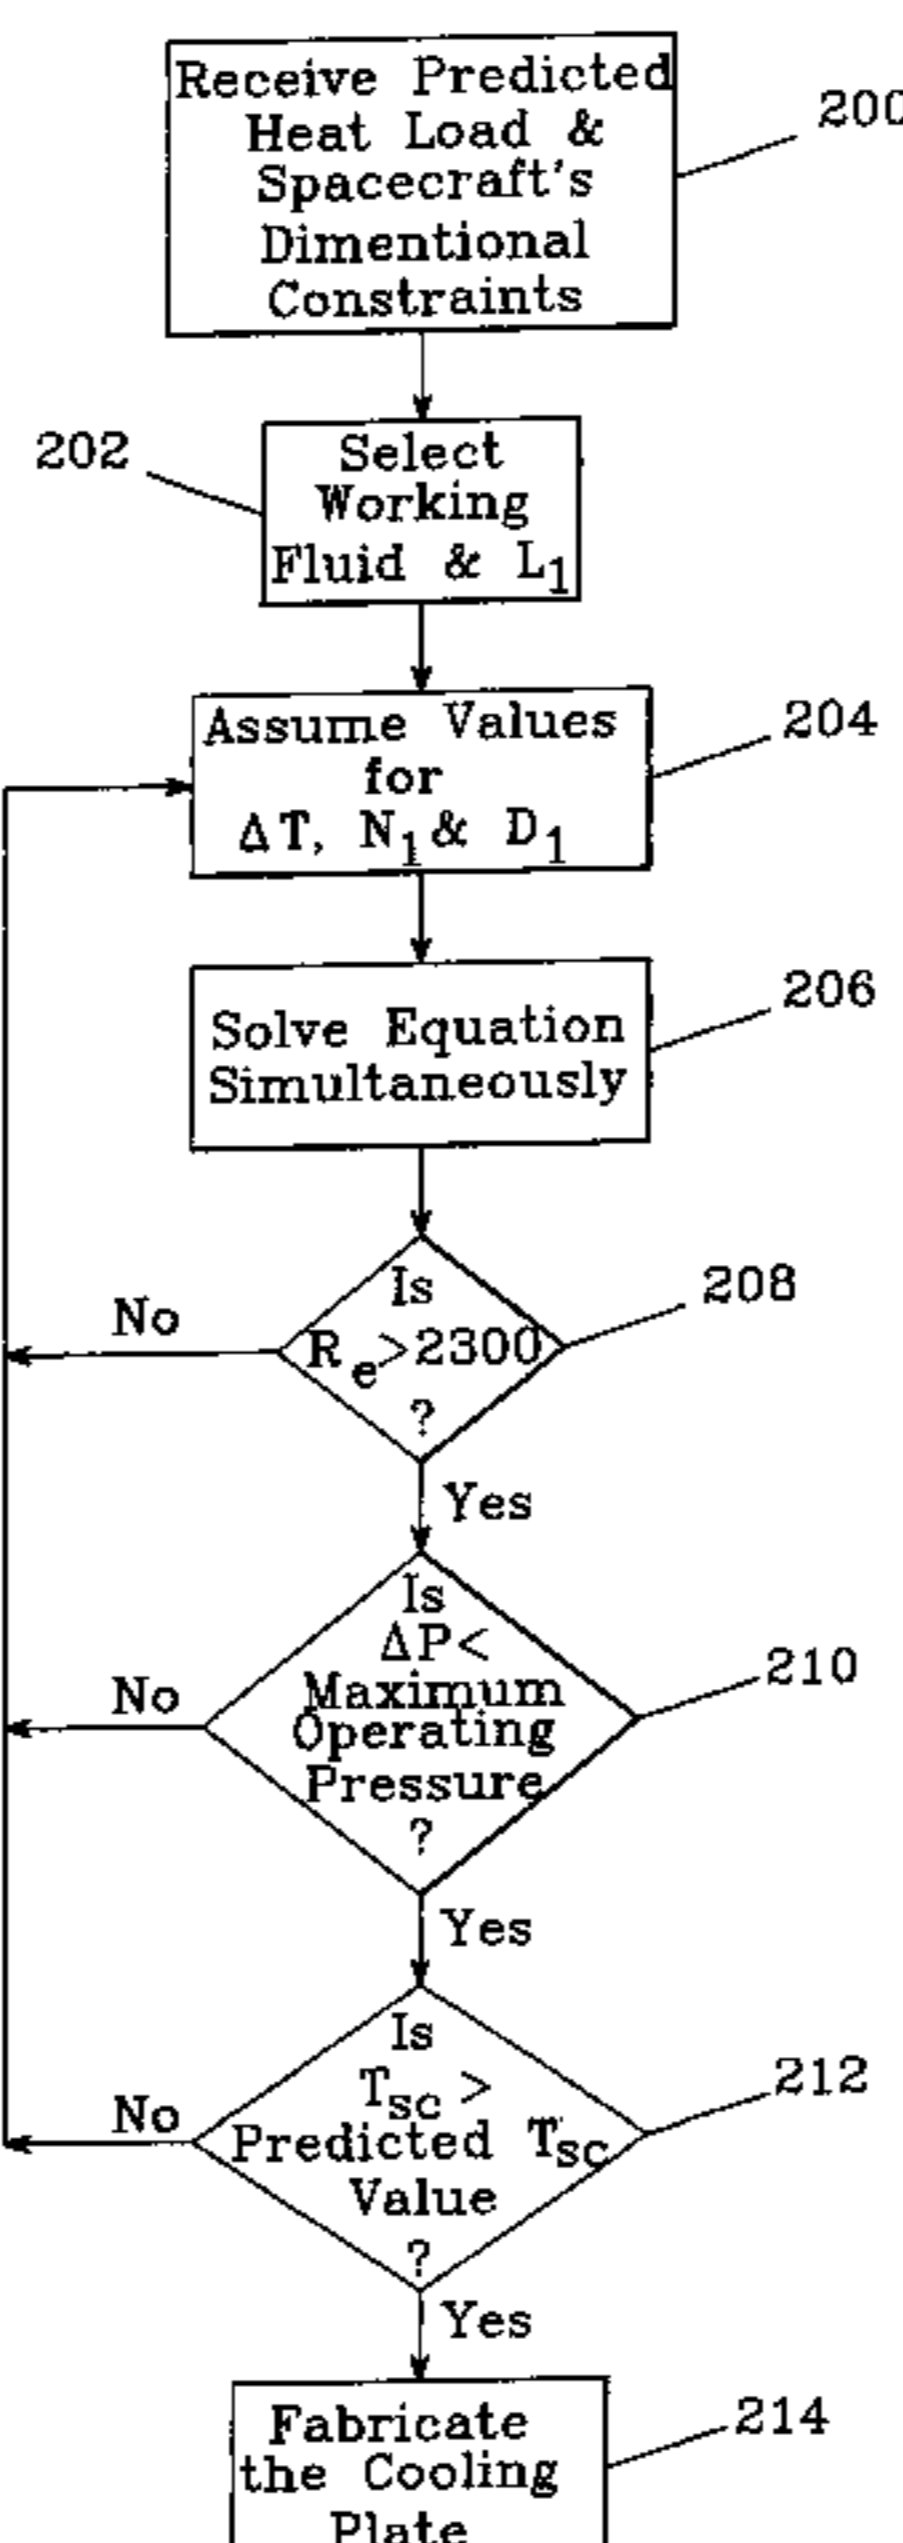 Receive Predicted
Heat Load &
Spacecraft's
Dimentional
Constraints
200
202
Select
Working
Fluid & L1
Assume Values
for
ΔT, N1 & D1
204
Solve Equation
Simultaneously
206
Is
Re>2300
?
208
No
Yes
Is
ΔP<
Maximum
Operating
Pressure
?
210
No
Yes
Is
Tsc >
Predicted Tsc
Value
?
212
No
Yes
Fabricate
the Cooling
Plate
214